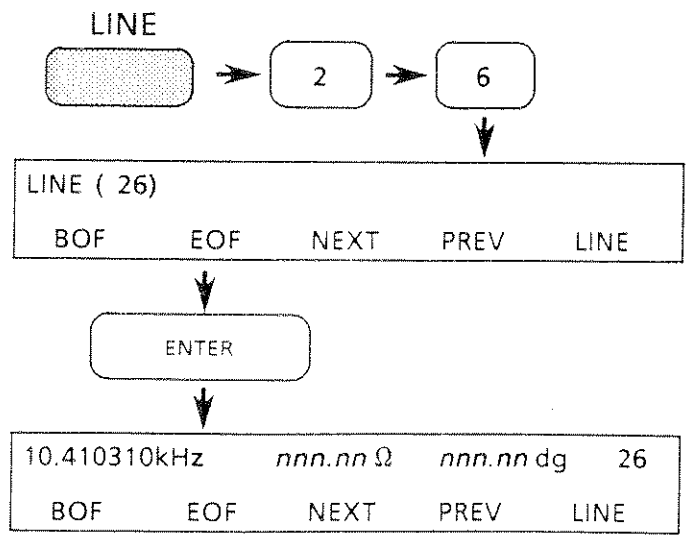 LINE
2 6
LINE ( 26)
BOF EOF NEXT PREV LINE
ENTER
10.410310kHz nnn.nn Ω nnn.nn dg 26
BOF EOF NEXT PREV LINE